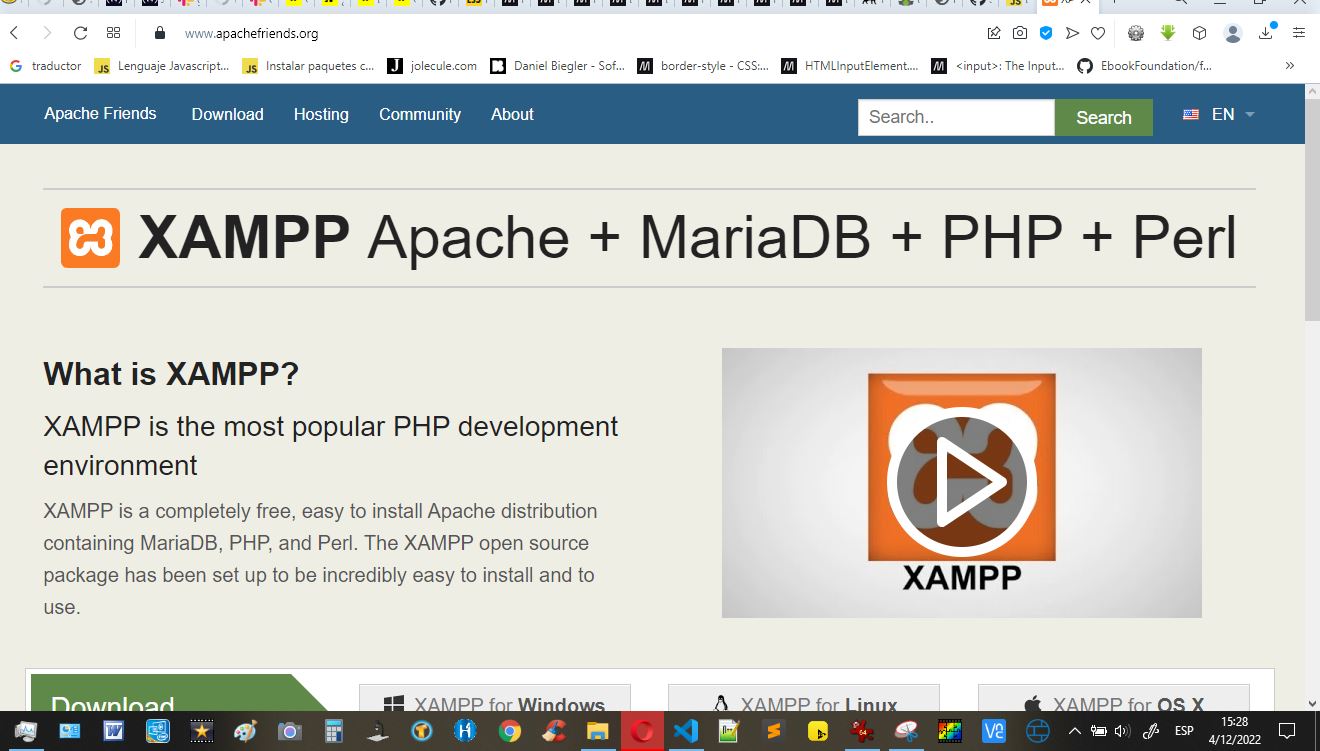 www.apachefriends.org
traductor
Lenguaje Javascript...
Instalar paquetes c...
jolecule.com
Daniel Biegler - Sof...
border-style - CSS:...
HTMLInputElement....
<input>: The Input...
EbookFoundation/f...
Apache Friends
Download
Hosting
Community
About
Search..
Search
EN
XAMPP Apache + MariaDB + PHP + Perl
What is XAMPP?
XAMPP is the most popular PHP development
environment
XAMPP is a completely free, easy to install Apache distribution
containing MariaDB, PHP, and Perl. The XAMPP open source
package has been set up to be incredibly easy to install and to
use.
XAMPP
Download
XAMPP for Windows
XAMPP for Linux
XAMPP for OS X
ESP
15:28
4/12/2022